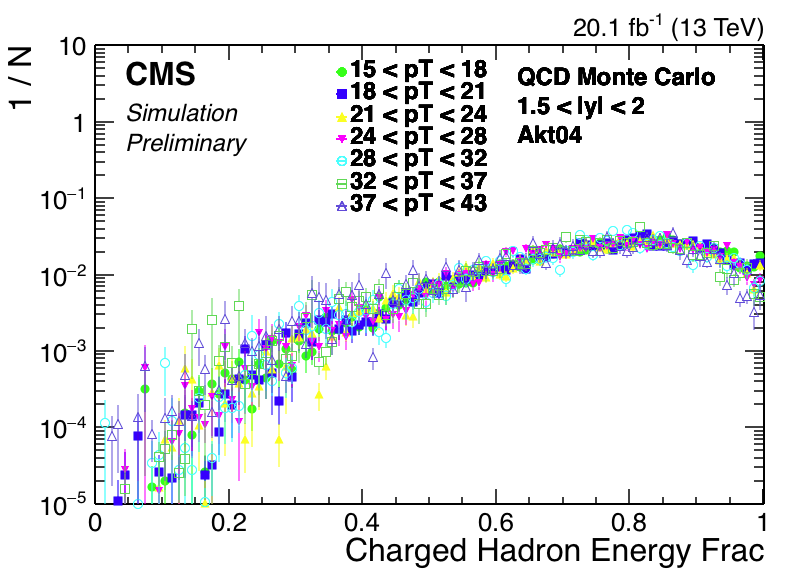 20.1 fb⁻¹ (13 TeV)
1 / N
10
1
10⁻¹
10⁻²
10⁻³
10⁻⁴
10⁻⁵
CMS
Simulation
Preliminary
15 < pT < 18
18 < pT < 21
21 < pT < 24
24 < pT < 28
28 < pT < 32
32 < pT < 37
37 < pT < 43
QCD Monte Carlo
1.5 < |y| < 2
Akt04
0 0.2 0.4 0.6 0.8 1
Charged Hadron Energy Frac